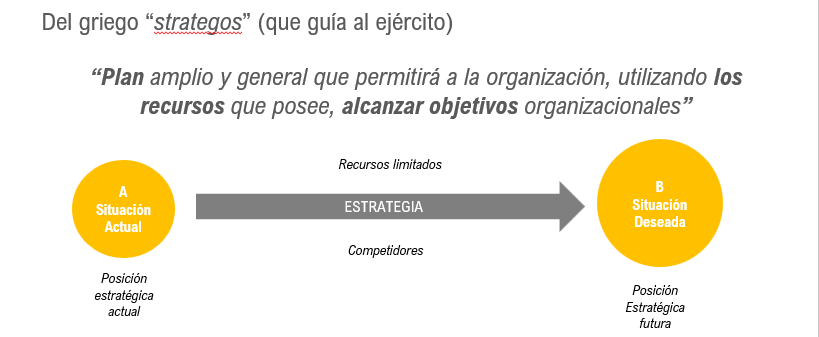 Del griego “strategos” (que guía al ejército)
“Plan amplio y general que permitirá a la organización, utilizando los
recursos que posee, alcanzar objetivos organizacionales”
Recursos limitados
A
Situación
Actual
ESTRATEGIA
B
Situación
Deseada
Competidores
Posición
estratégica
actual
Posición
Estratégica
futura